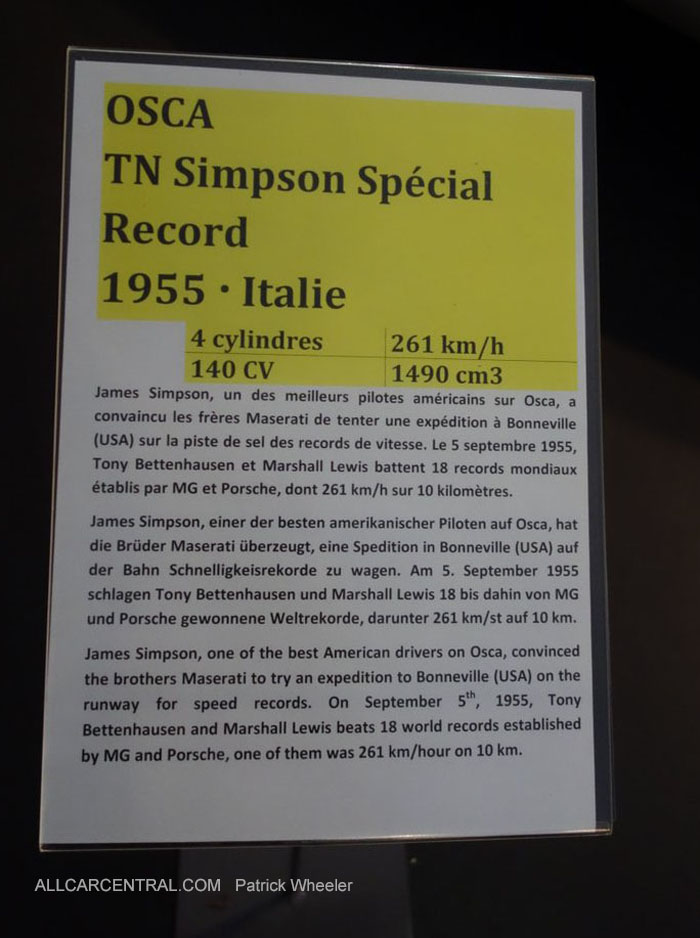 OSCA
TN Simpson Spécial
Record
1955 · Italie
4 cylindres 261 km/h
140 CV 1490 cm3
James Simpson, un des meilleurs pilotes américains sur Osca, a
convaincu les frères Maserati de tenter une expédition à Bonneville
(USA) sur la piste de sel des records de vitesse. Le 5 septembre 1955,
Tony Bettenhausen et Marshall Lewis battent 18 records mondiaux
établis par MG et Porsche, dont 261 km/h sur 10 kilomètres.
James Simpson, einer der besten amerikanischer Piloten auf Osca, hat
die Brüder Maserati überzeugt, eine Spedition in Bonneville (USA) auf
der Bahn Schnelligkeisrekorde zu wagen. Am 5. September 1955
schlagen Tony Bettenhausen und Marshall Lewis 18 bis dahin von MG
und Porsche gewonnene Weltrekorde, darunter 261 km/st auf 10 km.
James Simpson, one of the best American drivers on Osca, convinced
the brothers Maserati to try an expedition to Bonneville (USA) on the
runway for speed records. On September 5th, 1955, Tony
Bettenhausen and Marshall Lewis beats 18 world records established
by MG and Porsche, one of them was 261 km/hour on 10 km.
ALLCARCENTRAL.COM Patrick Wheeler